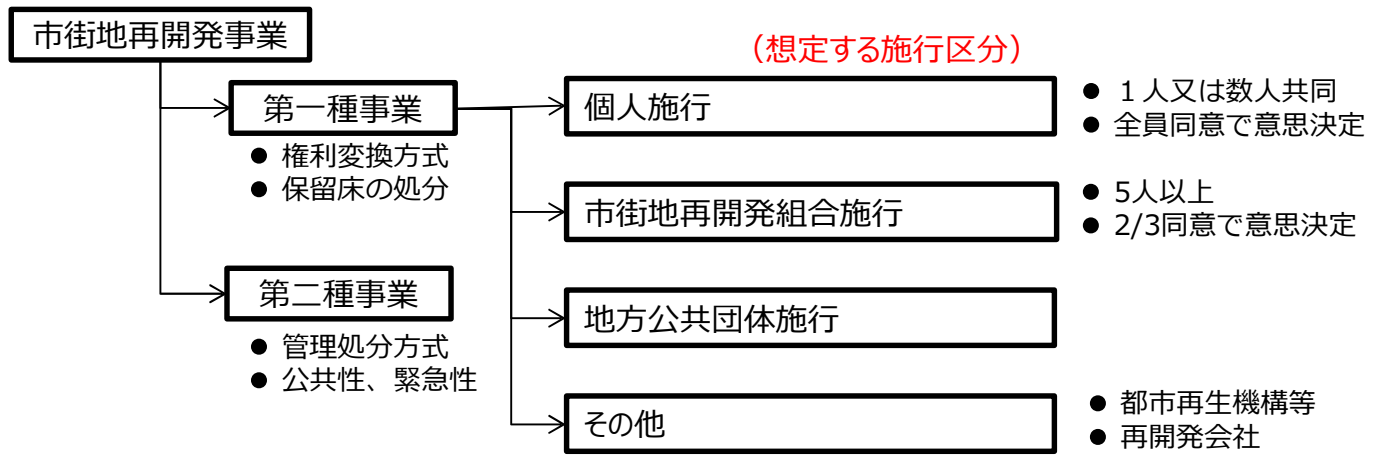 市街地再開発事業
（想定する施行区分）
第一種事業
● 権利変換方式
● 保留床の処分
個人施行
● １人又は数人共同
● 全員同意で意思決定
市街地再開発組合施行
● 5人以上
● 2/3同意で意思決定
第二種事業
● 管理処分方式
● 公共性、緊急性
地方公共団体施行
その他
● 都市再生機構等
● 再開発会社